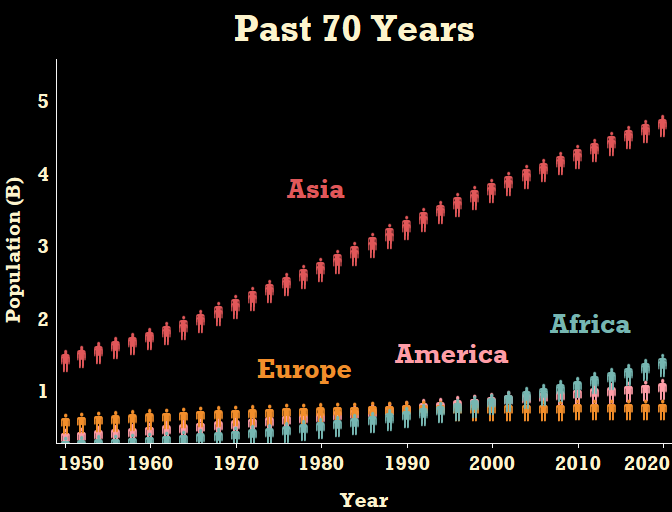 Past 70 Years
Population (B)
5
4
3
2
1
Asia
Africa
America
Europe
1950 1960 1970 1980 1990 2000 2010 2020
Year